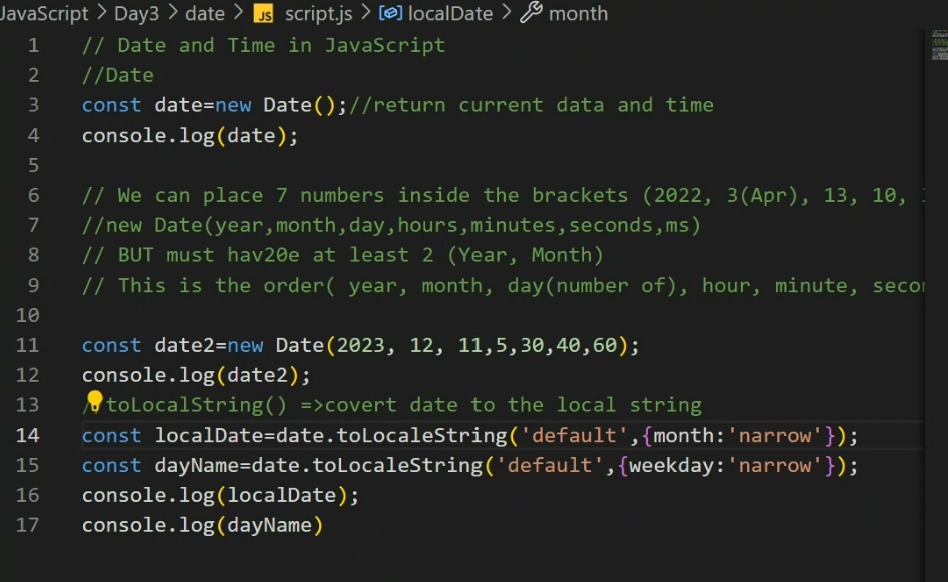 JavaScript > Day3 > date > JS script.js > localDate > month
1 // Date and Time in JavaScript
2 //Date
3 const date=new Date();//return current data and time
4 console.log(date);
5
6 // We can place 7 numbers inside the brackets (2022, 3(Apr), 13, 10,
7 //new Date(year,month,day,hours,minutes,seconds,ms)
8 // BUT must hav20e at least 2 (Year, Month)
9 // This is the order( year, month, day(number of), hour, minute,
10
11 const date2=new Date(2023, 12, 11,5,30,40,60);
12 console.log(date2);
13 /toLocalString() =>covert date to the local string
14 const localDate=date.toLocaleString('default',{month:'narrow'});
15 const dayName=date.toLocaleString('default',{weekday:'narrow'});
16 console.log(localDate);
17 console.log(dayName)